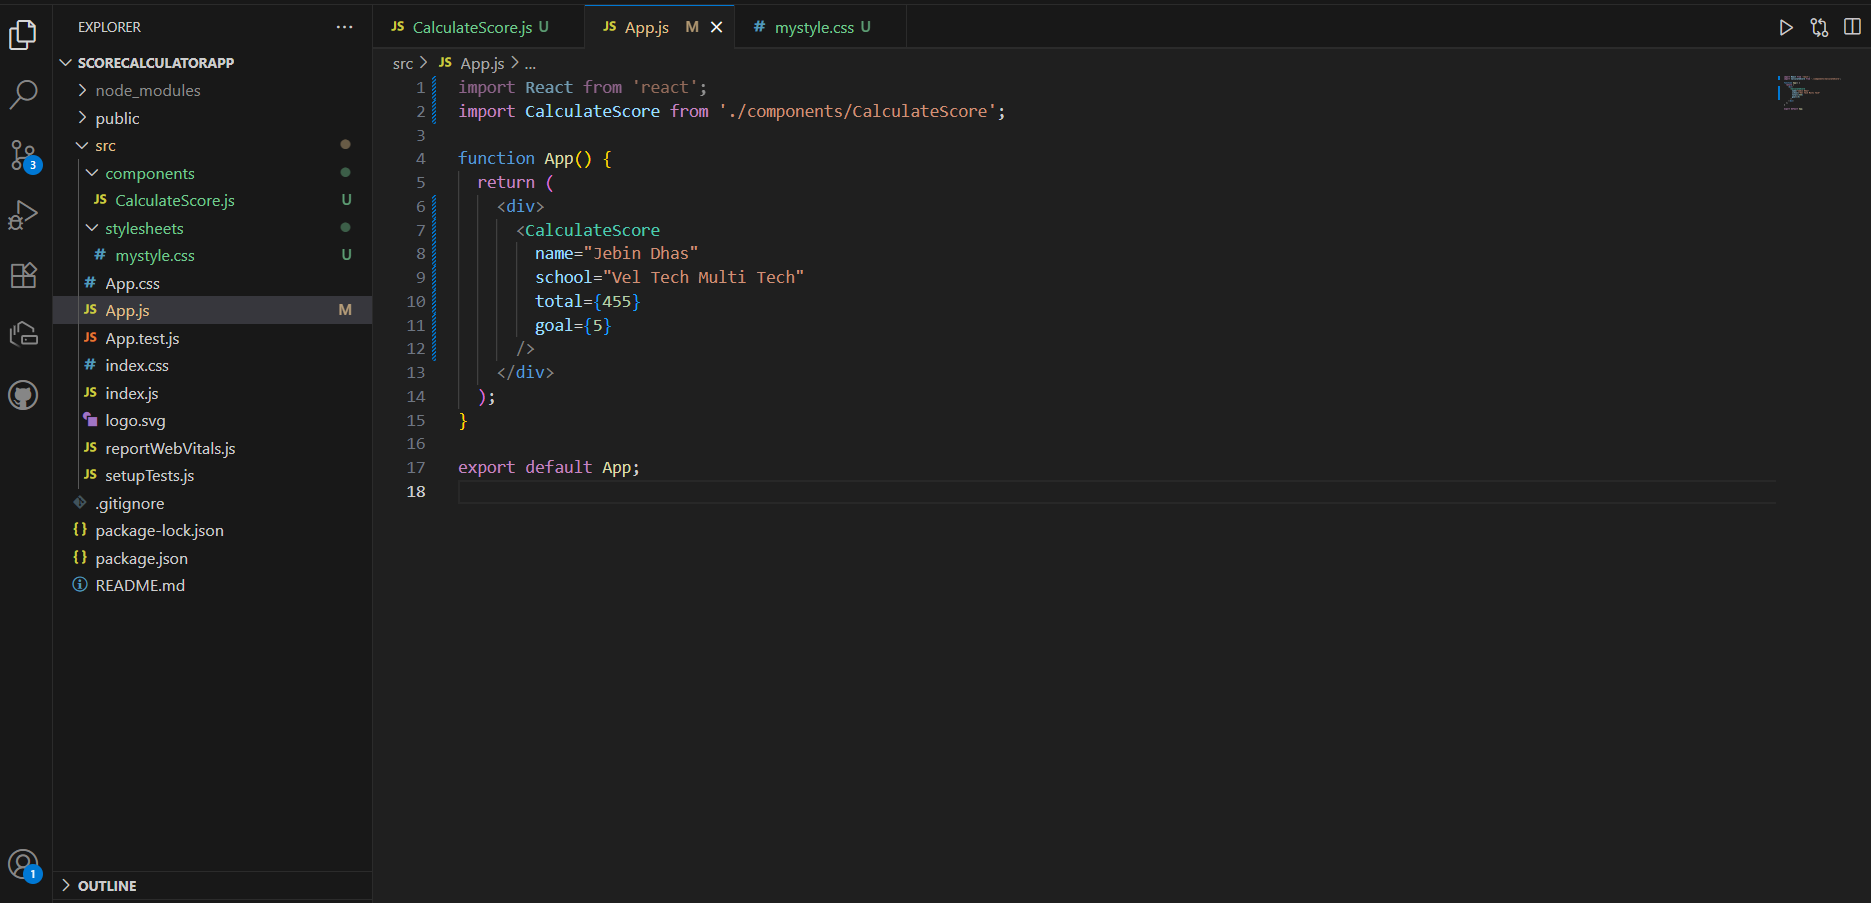 EXPLORER
SCORECALCULATORAPP
node_modules
public
src
components
JS CalculateScore.js U
stylesheets
# mystyle.css U
# App.css
JS App.js M
JS App.test.js
# index.css
JS index.js
logo.svg
JS reportWebVitals.js
JS setupTests.js
.gitignore
{} package-lock.json
{} package.json
README.md
OUTLINE
3
1
JS CalculateScore.js U
JS App.js M
# mystyle.css U
src > JS App.js > ...
1 import React from 'react';
2 import CalculateScore from './components/CalculateScore';
3
4 function App() {
5 return (
6 <div>
7 <CalculateScore
8 name="Jebin Dhas"
9 school="Vel Tech Multi Tech"
10 total={455}
11 goal={5}
12 />
13 </div>
14 );
15 }
16
17 export default App;
18